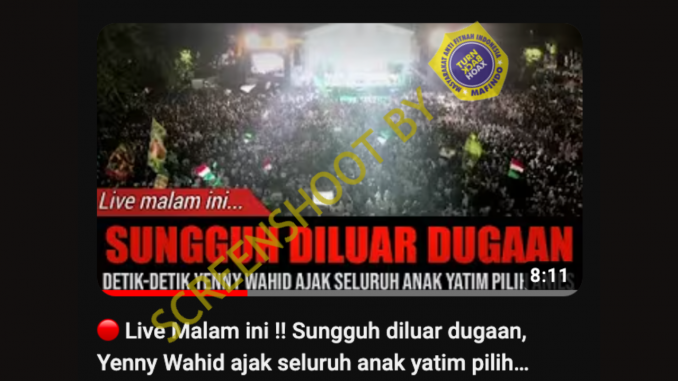 MASYARAKAT ANTI FITNAH INDONESIA
TURN
BACK
HOAX
MAFINDO
SCREENSHOOT BY
Live malam ini...
SUNGGUH DILUAR DUGAAN
DETIK-DETIK YENNY WAHID AJAK SELURUH ANAK YATIM PILIH
8:11
🔴 Live Malam ini !! Sungguh diluar dugaan,
Yenny Wahid ajak seluruh anak yatim pilih...